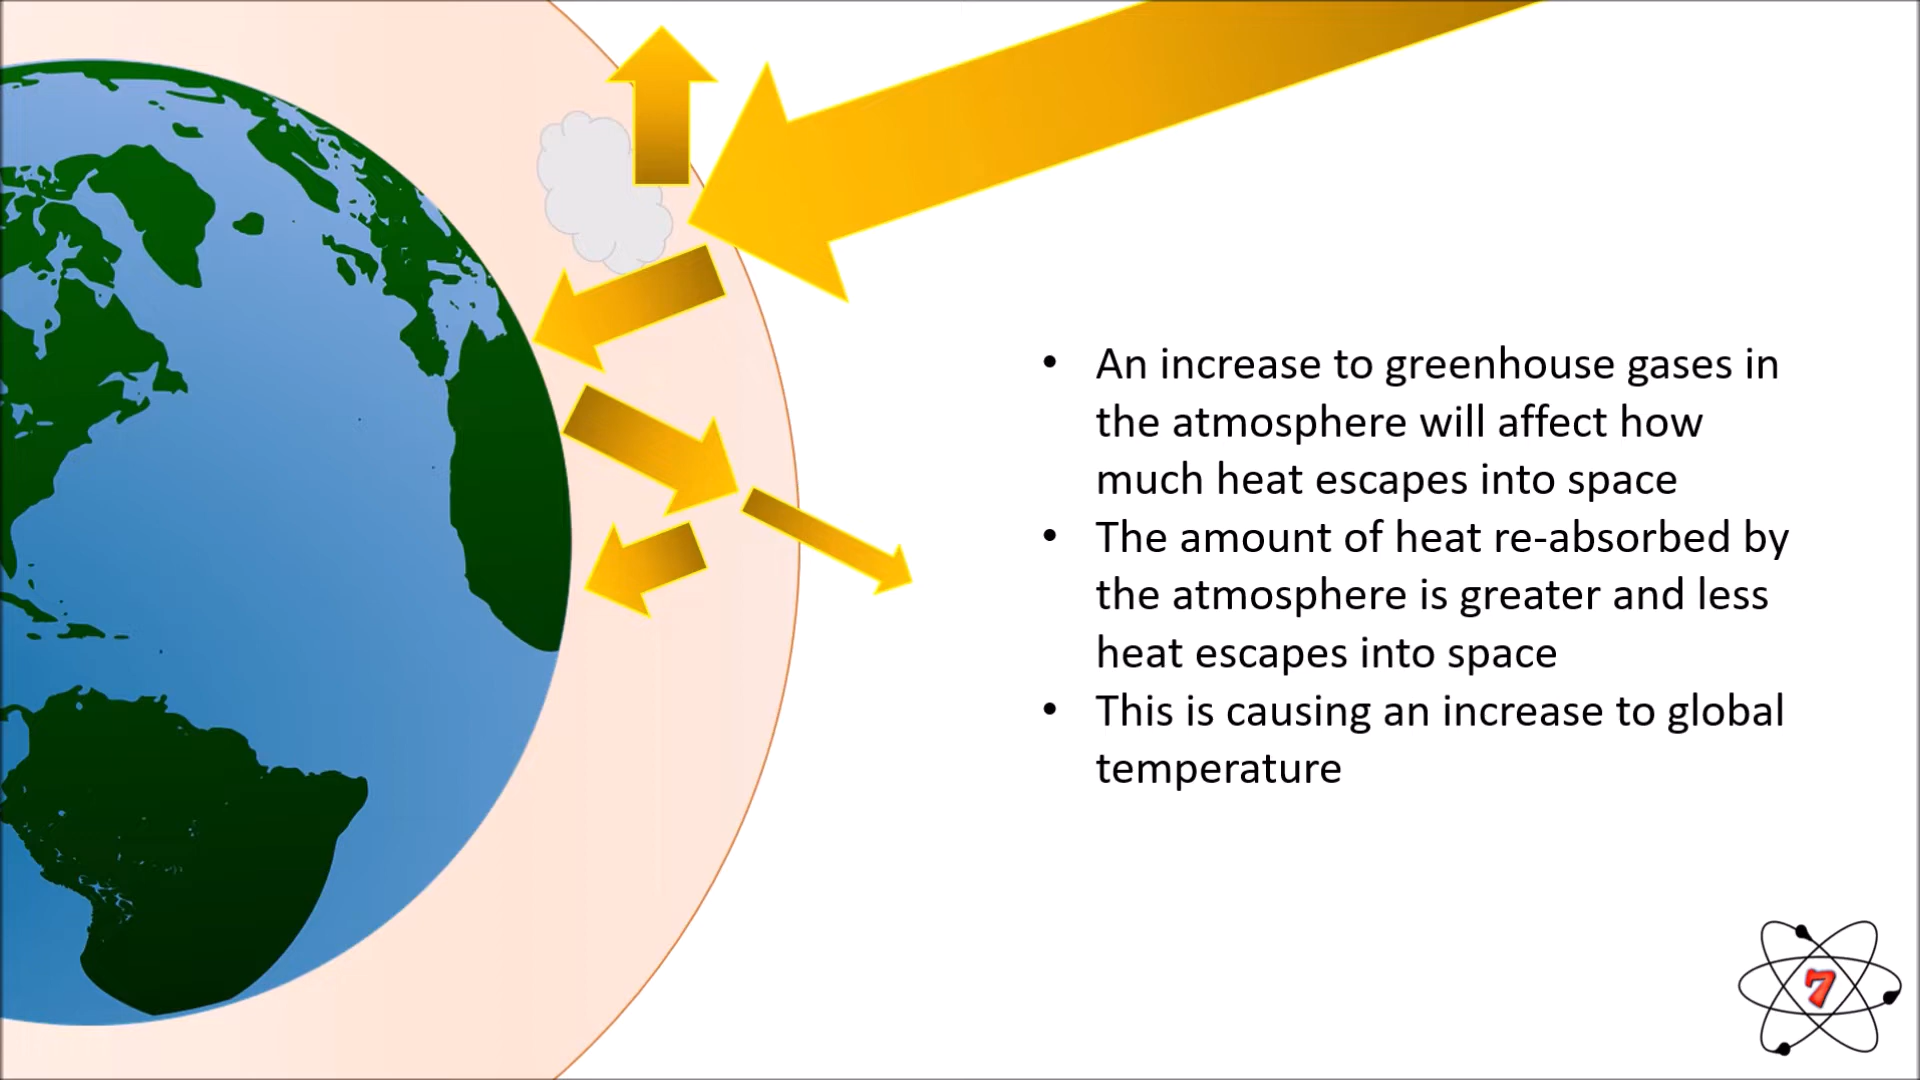 • An increase to greenhouse gases in
the atmosphere will affect how
much heat escapes into space
• The amount of heat re-absorbed by
the atmosphere is greater and less
heat escapes into space
• This is causing an increase to global
temperature
7